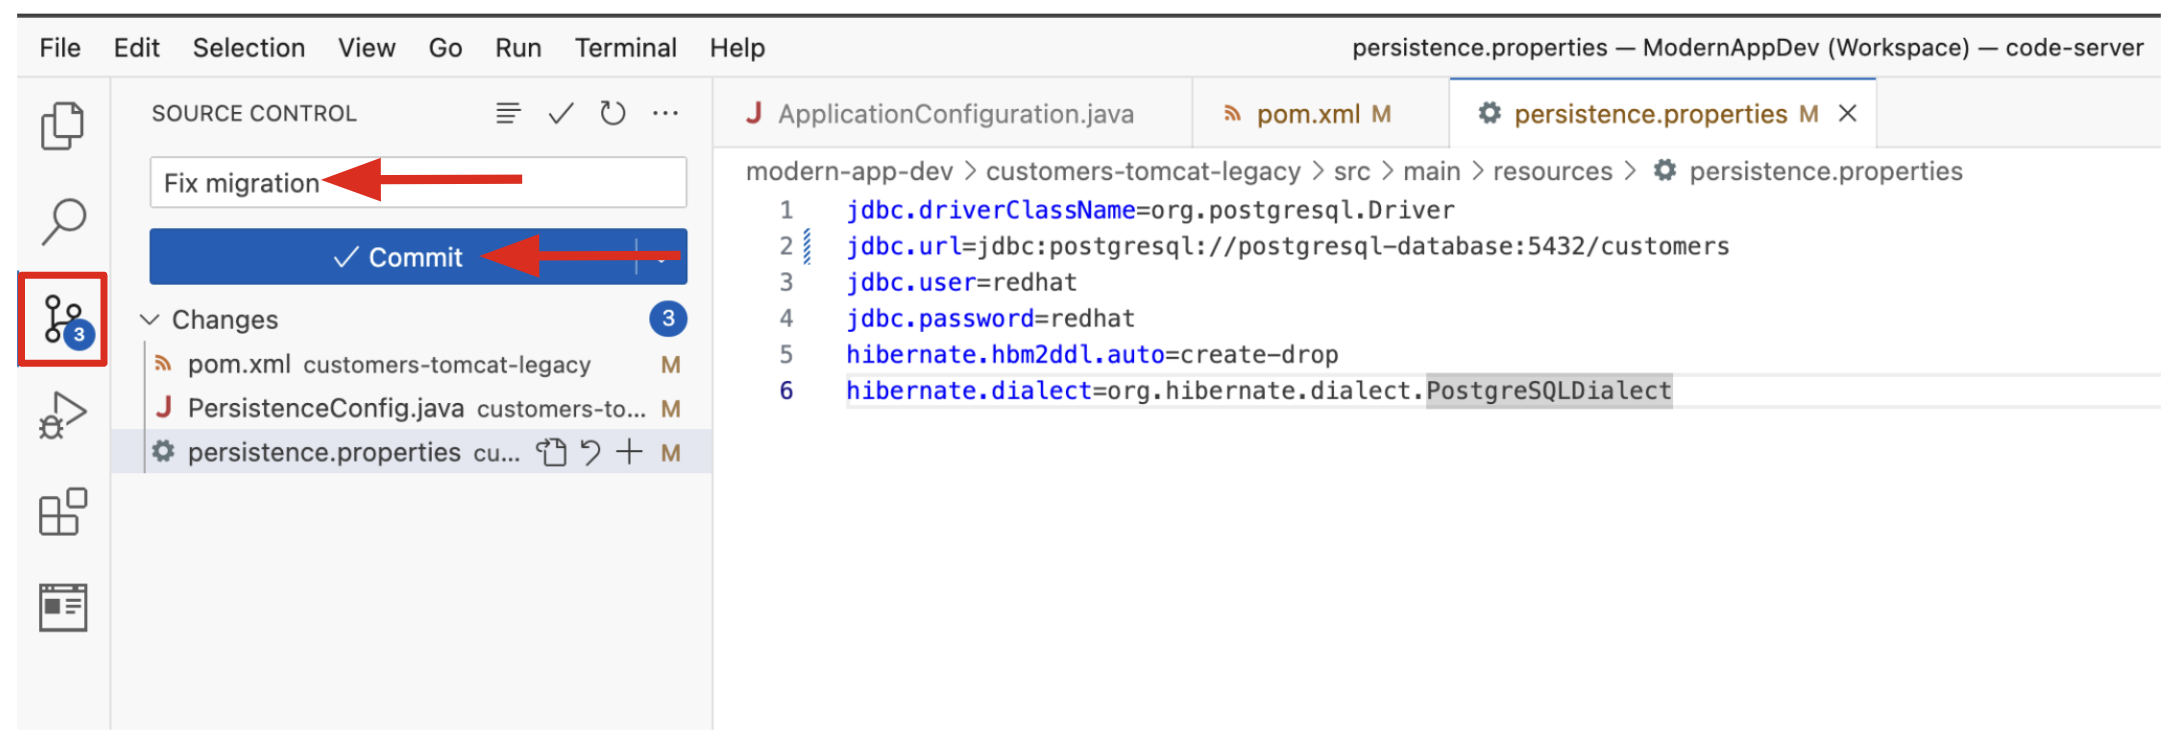 File Edit Selection View Go Run Terminal Help persistence.properties — ModernAppDev (Workspace) — code-server
SOURCE CONTROL
Fix migration
Commit
Changes 3
pom.xml customers-tomcat-legacy M
J PersistenceConfig.java customers-to... M
persistence.properties cu... M
3
J ApplicationConfiguration.java
pom.xml M
persistence.properties M
modern-app-dev > customers-tomcat-legacy > src > main > resources > persistence.properties
1 jdbc.driverClassName=org.postgresql.Driver
2 jdbc.url=jdbc:postgresql://postgresql-database:5432/customers
3 jdbc.user=redhat
4 jdbc.password=redhat
5 hibernate.hbm2ddl.auto=create-drop
6 hibernate.dialect=org.hibernate.dialect.PostgreSQLDialect